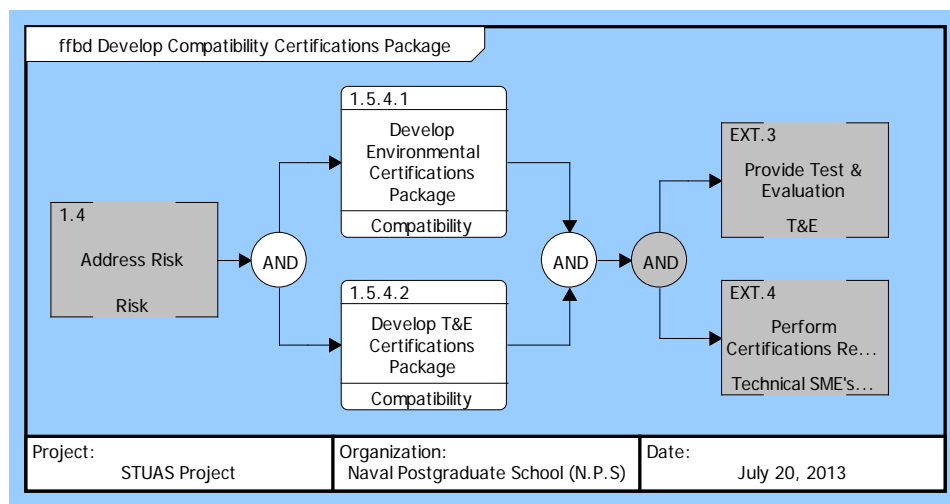 ffbd Develop Compatibility Certifications Package
1.4
Address Risk
Risk
AND
1.5.4.1
Develop
Environmental
Certifications
Package
Compatibility
1.5.4.2
Develop T&E
Certifications
Package
Compatibility
AND
AND
EXT.3
Provide Test &
Evaluation
T&E
EXT.4
Perform
Certifications Re...
Technical SME's...
Project:
STUAS Project
Organization:
Naval Postgraduate School (N.P.S)
Date:
July 20, 2013